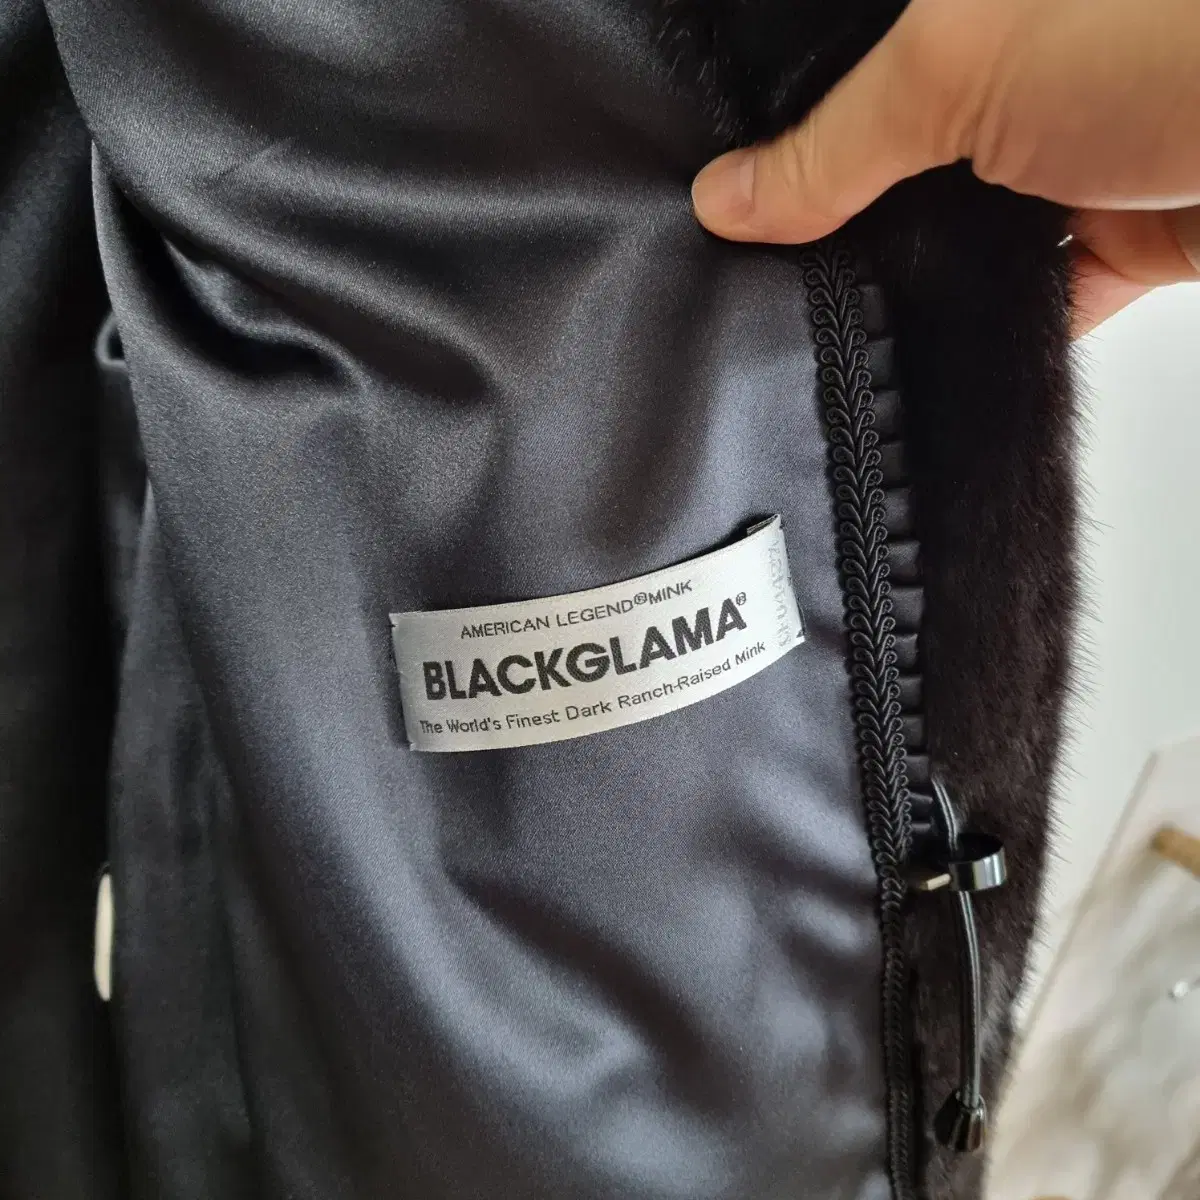 AMERICAN LEGEND® MINK
BLACKGLAMA®
The World's Finest Dark Ranch-Raised Mink